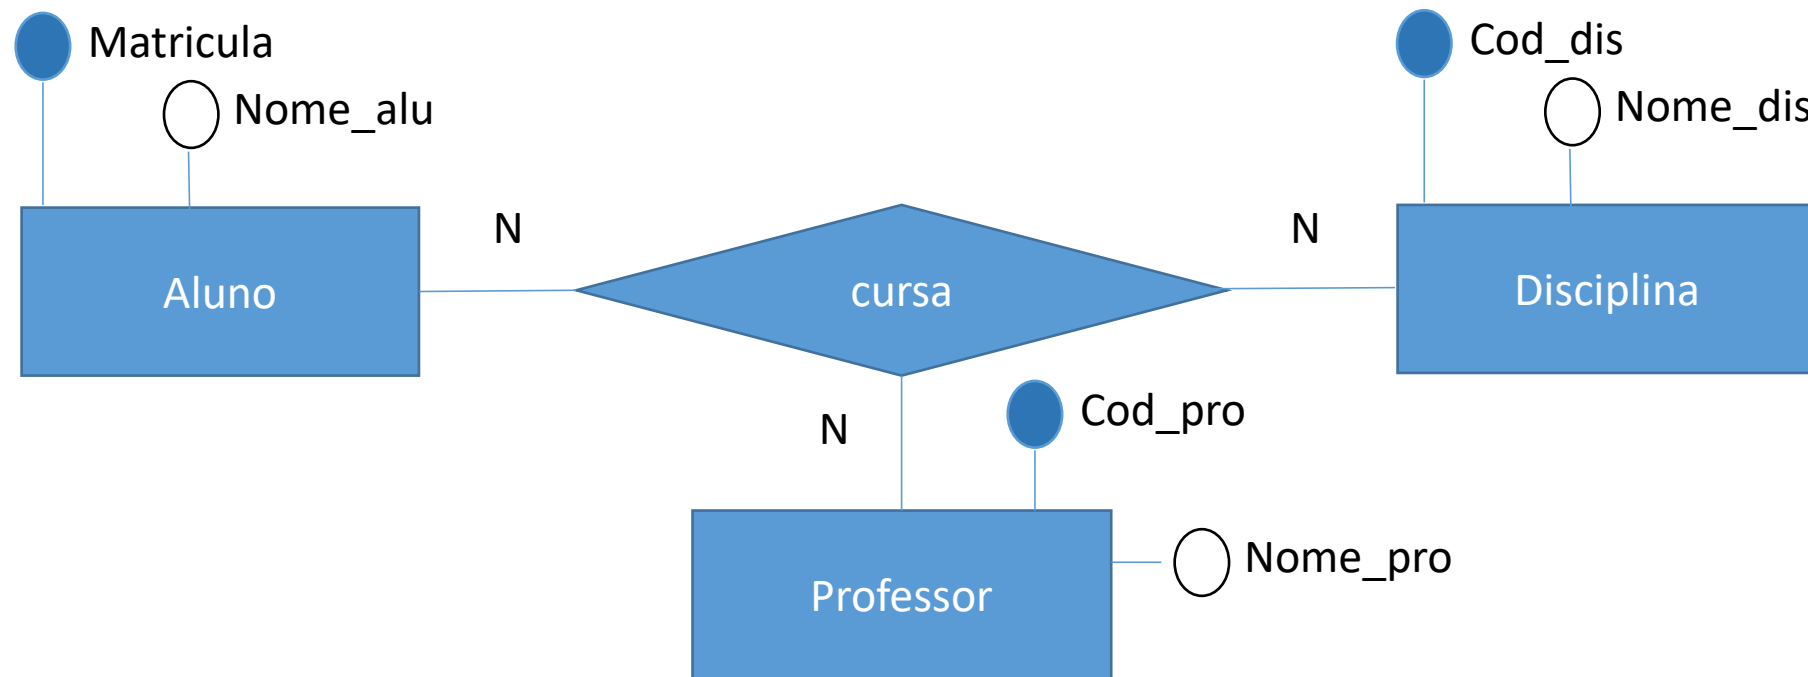 Matricula
Cod_dis
Nome_alu
Nome_dis
N
N
Aluno
cursa
Disciplina
N
Cod_pro
Nome_pro
Professor